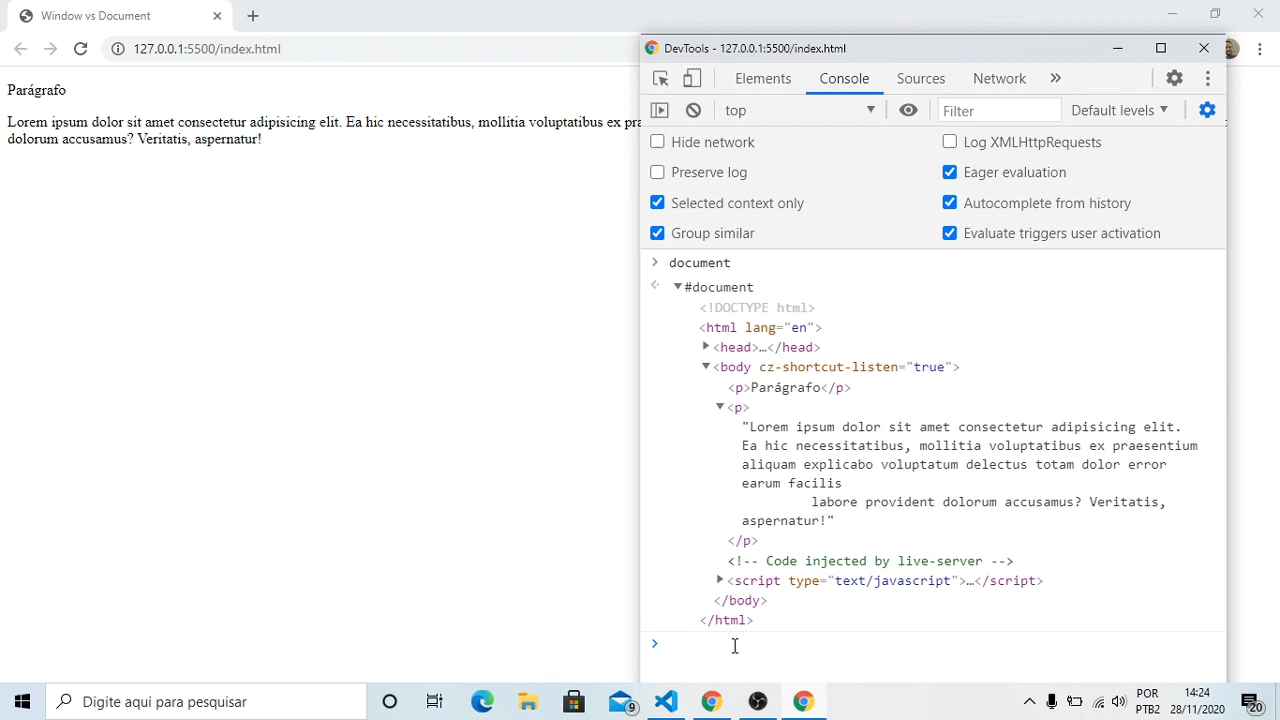 Window vs Document
127.0.0.1:5500/index.html
Parágrafo
Lorem ipsum dolor sit amet consectetur adipisicing elit. Ea hic necessitatibus, mollitia voluptatibus ex
dolorum accusamus? Veritatis, aspernatur!
DevTools - 127.0.0.1:5500/index.html
Elements Console Sources Network »
top Filter Default levels
Hide network Log XMLHttpRequests
Preserve log Eager evaluation
Selected context only Autocomplete from history
Group similar Evaluate triggers user activation
> document
#document
<!DOCTYPE html>
<html lang="en">
<head>…</head>
<body cz-shortcut-listen="true">
<p>Parágrafo</p>
<p>
"Lorem ipsum dolor sit amet consectetur adipisicing elit.
Ea hic necessitatibus, mollitia voluptatibus ex praesentium
aliquam explicabo voluptatum delectus totam dolor error
earum facilis
labore provident dolorum accusamus? Veritatis,
aspernatur!"
</p>
<!-- Code injected by live-server -->
<script type="text/javascript">…</script>
</body>
</html>
>
Digite aqui para pesquisar
9
POR
PTB2
14:24
28/11/2020
20